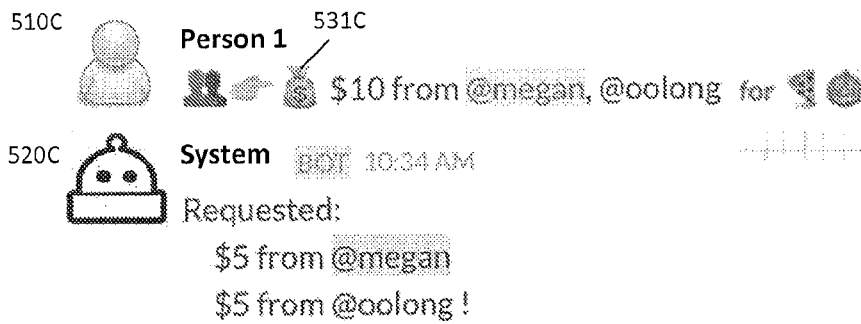 510C Person 1 531C
$10 from @megan, @oolong for
520C System BOT 10:34 AM
Requested:
$5 from @megan
$5 from @oolong !